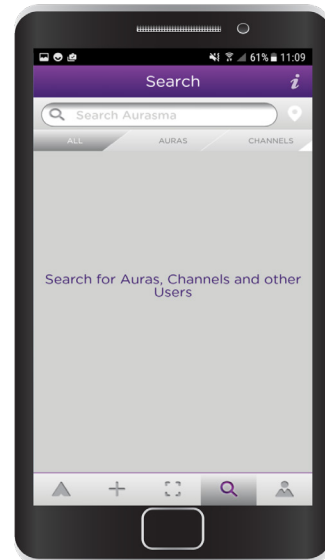 61% 11:09
Search i
Search Aurasma
ALL AURAS CHANNELS
Search for Auras, Channels and other
Users